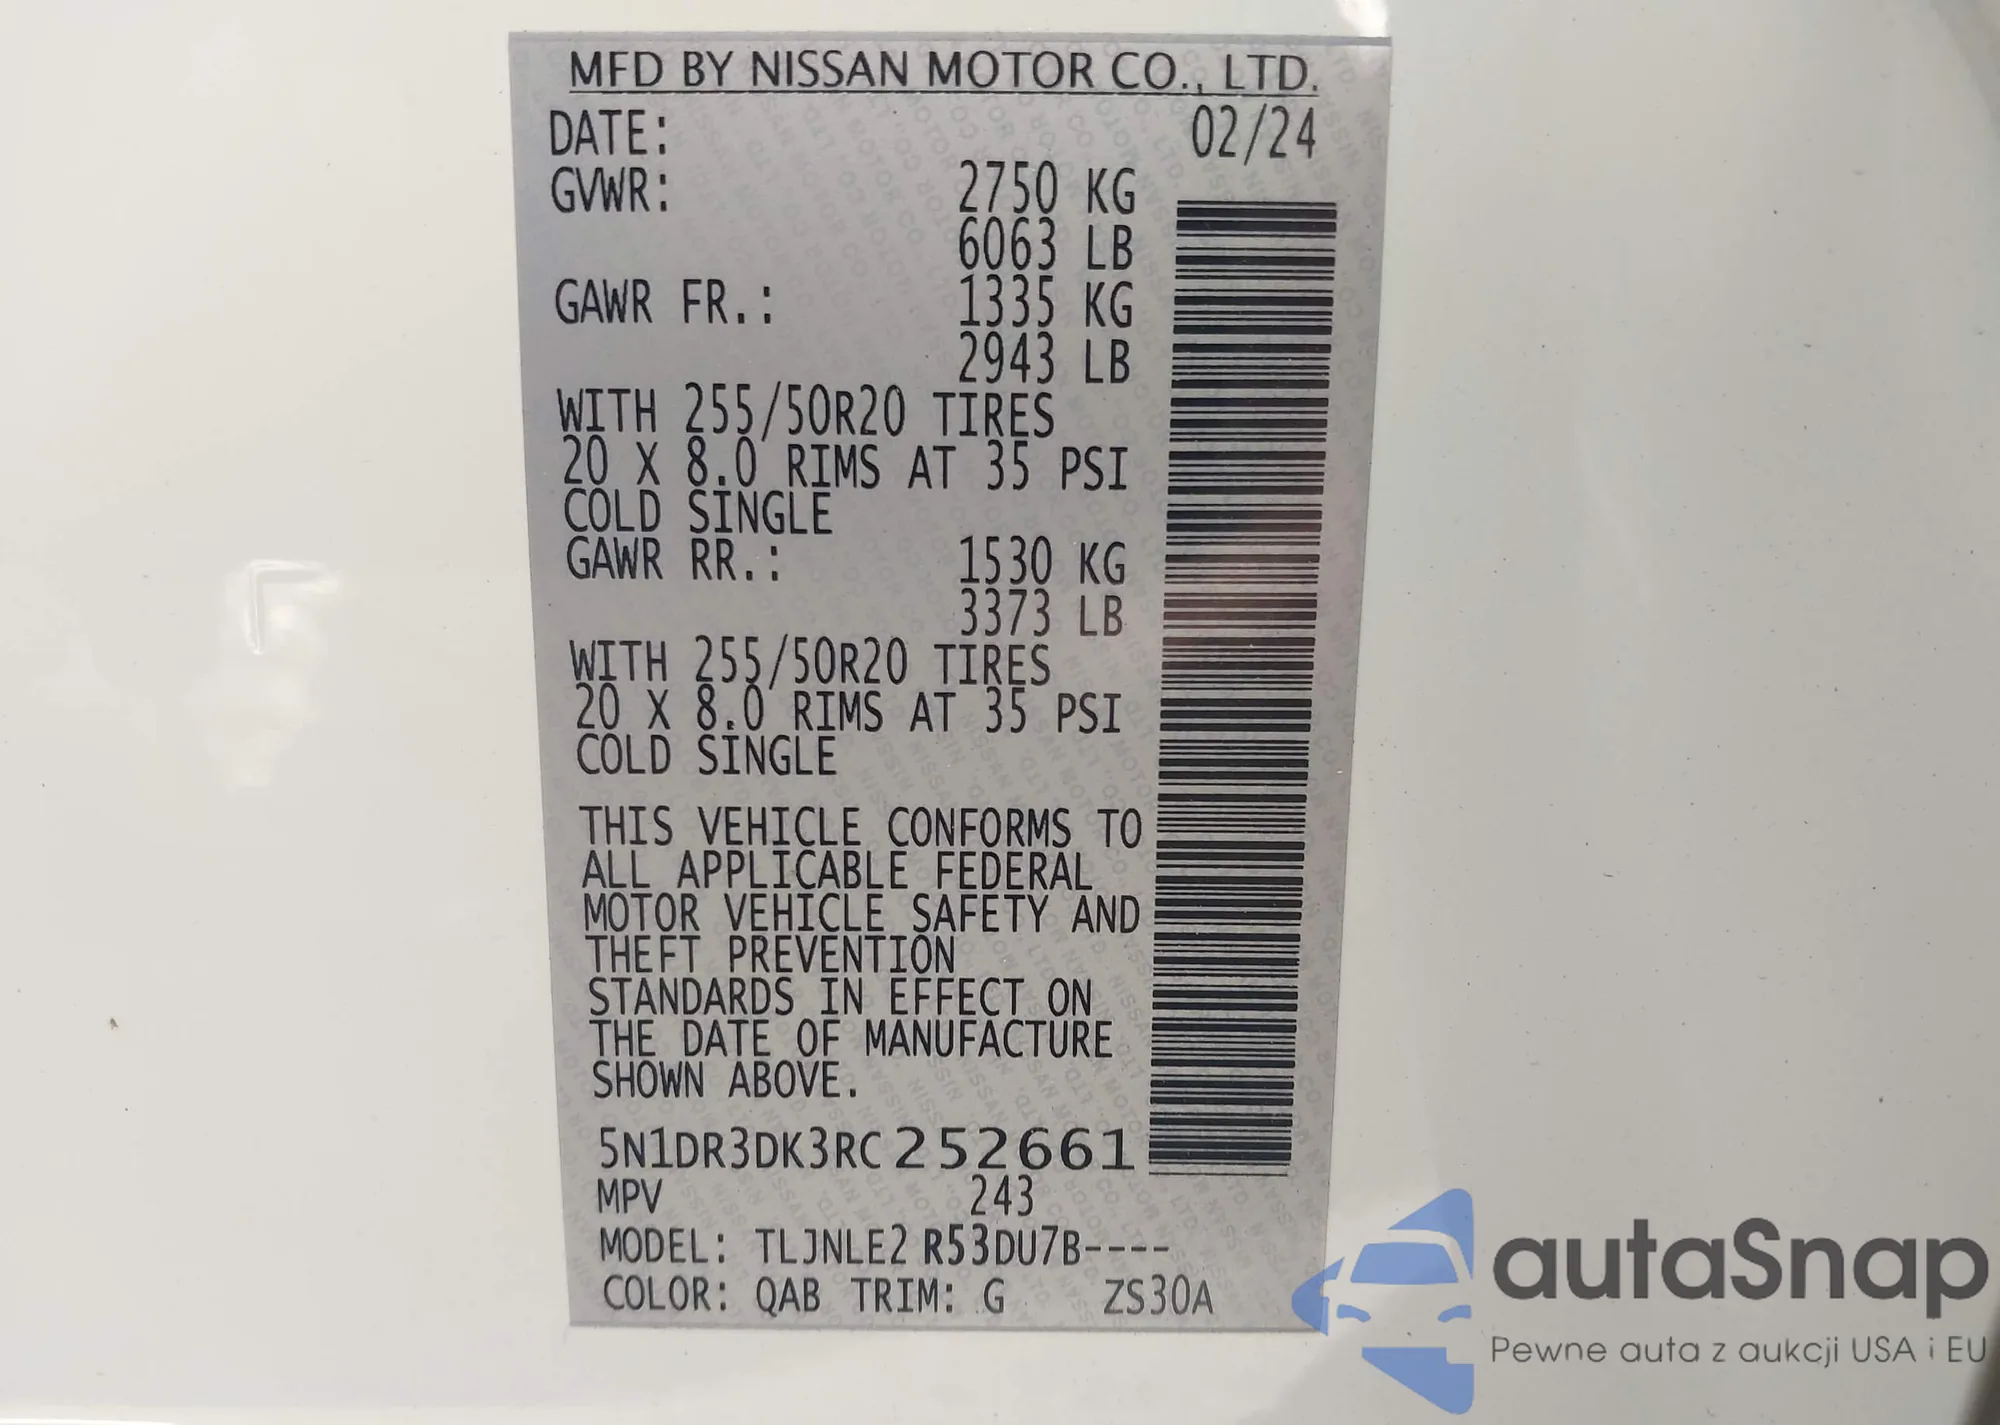 MFD BY NISSAN MOTOR CO., LTD.
DATE: 02/24
GVWR: 2750 KG
6063 LB
GAWR FR.: 1335 KG
2943 LB
WITH 255/50R20 TIRES
20 X 8.0 RIMS AT 35 PSI
COLD SINGLE
GAWR RR.: 1530 KG
3373 LB
WITH 255/50R20 TIRES
20 X 8.0 RIMS AT 35 PSI
COLD SINGLE
THIS VEHICLE CONFORMS TO
ALL APPLICABLE FEDERAL
MOTOR VEHICLE SAFETY AND
THEFT PREVENTION
STANDARDS IN EFFECT ON
THE DATE OF MANUFACTURE
SHOWN ABOVE.
5N1DR3DK3RC252661
MPV 243
MODEL: TLJNLE2 R53DU7B----
COLOR: QAB TRIM: G ZS30A
autaSnap
Pewne auta z aukcji USA i EU